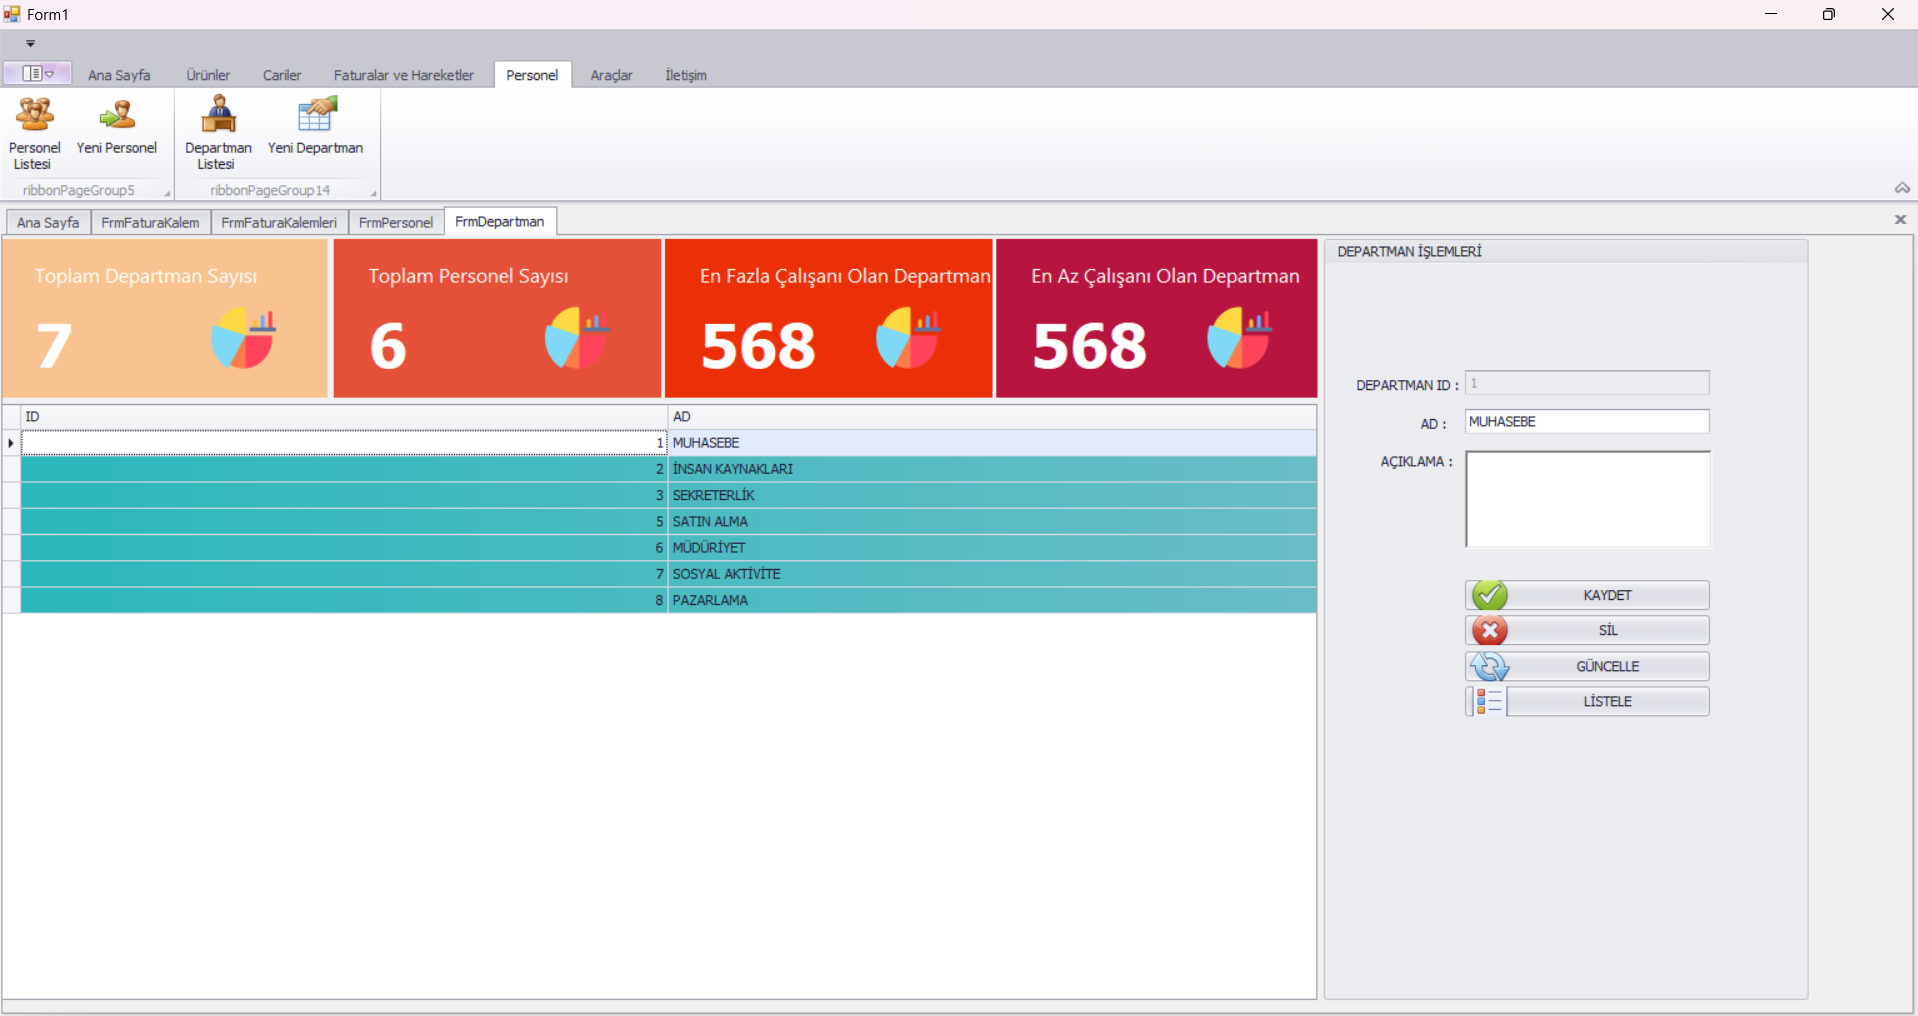 Form1
Ana Sayfa Ürünler Cariler Faturalar ve Hareketler Personel Araçlar İletişim
Personel Listesi
Yeni Personel
Departman Listesi
Yeni Departman
ribbonPageGroup5 ribbonPageGroup14
Ana Sayfa FrmFaturaKalem FrmFaturaKalemleri FrmPersonel FrmDepartman
Toplam Departman Sayısı
7
Toplam Personel Sayısı
6
En Fazla Çalışanı Olan Departman
568
En Az Çalışanı Olan Departman
568
ID AD
1 MUHASEBE
2 İNSAN KAYNAKLARI
3 SEKRETERLİK
5 SATIN ALMA
6 MÜDÜRİYET
7 SOSYAL AKTİVİTE
8 PAZARLAMA
DEPARTMAN İŞLEMLERİ
DEPARTMAN ID : 1
AD : MUHASEBE
AÇIKLAMA :
KAYDET
SİL
GÜNCELLE
LİSTELE